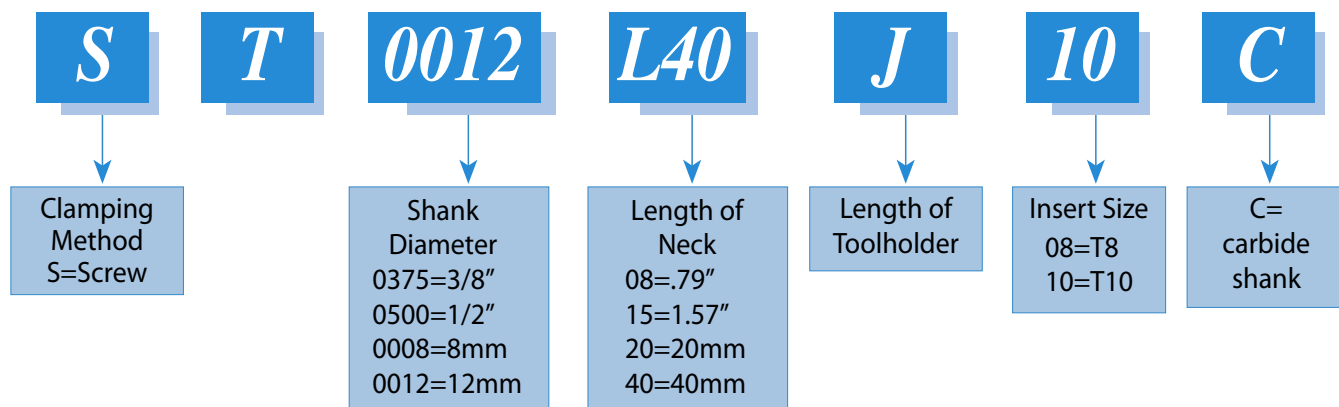 S T 0012 L40 J 10 C
Clamping
Method
S=Screw
Shank
Diameter
0375=3/8”
0500=1/2”
0008=8mm
0012=12mm
Length of
Neck
08=.79”
15=1.57”
20=20mm
40=40mm
Length of
Toolholder
Insert Size
08=T8
10=T10
C=
carbide
shank